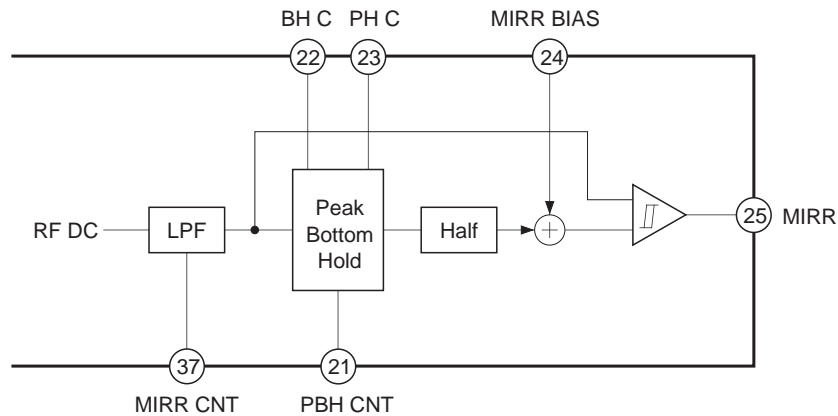 BH C
PH C
MIRR BIAS
22
23
24
RF DC
LPF
Peak
Bottom
Hold
Half
25
MIRR
37
21
MIRR CNT
PBH CNT